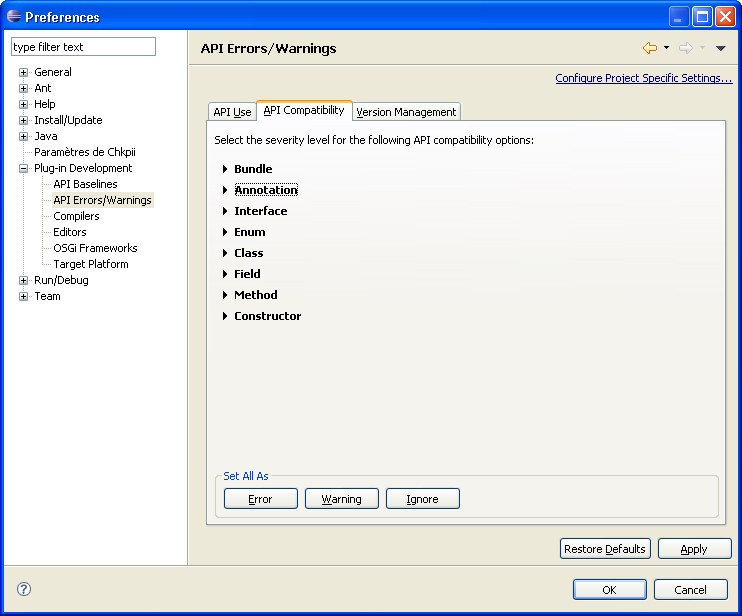 Preferences
type filter text
General
Ant
Help
Install/Update
Java
Paramètres de Chkpii
Plug-in Development
API Baselines
API Errors/Warnings
Compilers
Editors
OSGi Frameworks
Target Platform
Run/Debug
Team
API Errors/Warnings
Configure Project Specific Settings...
API Use API Compatibility Version Management
Select the severity level for the following API compatibility options:
Bundle
Annotation
Interface
Enum
Class
Field
Method
Constructor
Set All As
Error Warning Ignore
Restore Defaults Apply
? OK Cancel